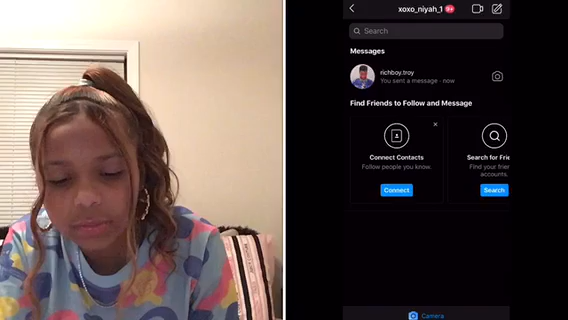 xoxo_niyah_1 9+
Search
Messages
richboy.troy
You sent a message · now
Find Friends to Follow and Message
Connect Contacts
Follow people you know.
Connect
Search for Frie
Find your frien
accounts.
Search
Camera